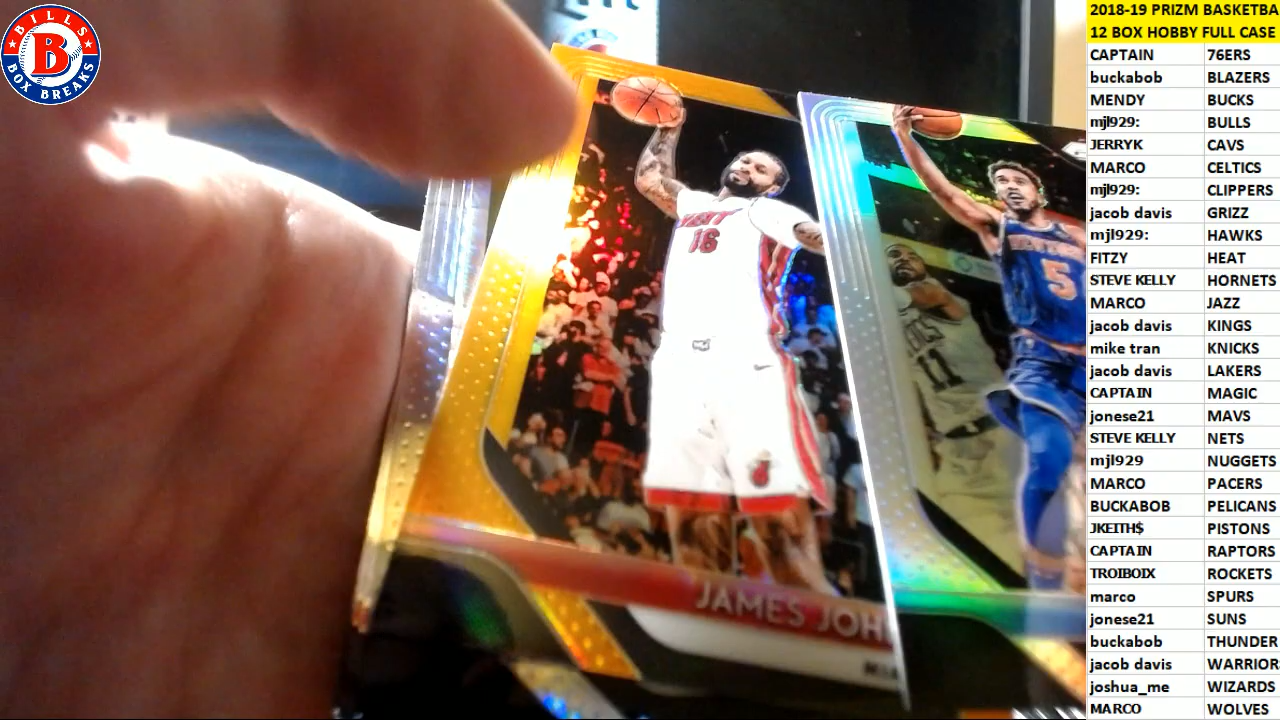 BILLS
B
BOX BREAKS
16
JAMES JOH
5
11
2018-19 PRIZM BASKETBA
12 BOX HOBBY FULL CASE
CAPTAIN 76ERS
buckabob BLAZERS
MENDY BUCKS
mjl929: BULLS
JERRYK CAVS
MARCO CELTICS
mjl929: CLIPPERS
jacob davis GRIZZ
mjl929: HAWKS
FITZY HEAT
STEVE KELLY HORNETS
MARCO JAZZ
jacob davis KINGS
mike tran KNICKS
jacob davis LAKERS
CAPTAIN MAGIC
jonese21 MAVS
STEVE KELLY NETS
mjl929 NUGGETS
MARCO PACERS
BUCKABOB PELICANS
JKEITH$ PISTONS
CAPTAIN RAPTORS
TROIBOIX ROCKETS
marco SPURS
jonese21 SUNS
buckabob THUNDER
jacob davis WARRIOR
joshua_me WIZARDS
MARCO WOLVES